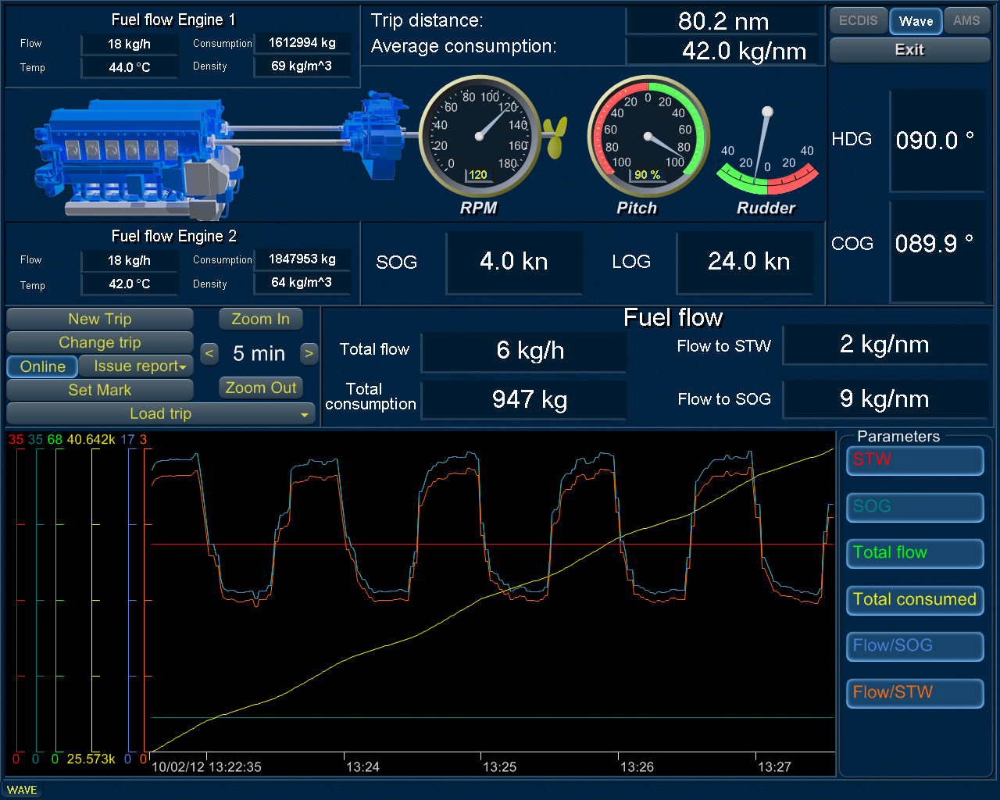 Fuel flow Engine 1
Flow 18 kg/h Consumption 1612994 kg
Temp 44.0 °C Density 69 kg/m^3
Trip distance: 80.2 nm
Average consumption: 42.0 kg/nm
ECDIS Wave AMS
Exit
0 20 40 60 80 100 120 140 160 180
120
RPM
100 80 60 40 20 0 20 40 60 80 100
90 %
Pitch
40 20 0 20 40
Rudder
HDG 090.0 °
COG 089.9 °
Fuel flow Engine 2
Flow 18 kg/h Consumption 1847953 kg
Temp 42.0 °C Density 64 kg/m^3
SOG 4.0 kn LOG 24.0 kn
New Trip
Change trip
Online Issue report
Set Mark
Load trip
Zoom In
< 5 min >
Zoom Out
Fuel flow
Total flow 6 kg/h Flow to STW 2 kg/nm
Total
consumption 947 kg Flow to SOG 9 kg/nm
35 35 68 40.642k 17 3
0 0 0 25.573k 0 0
10/02/12 13:22:35 13:24 13:25 13:26 13:27
Parameters
STW
SOG
Total flow
Total consumed
Flow/SOG
Flow/STW
WAVE